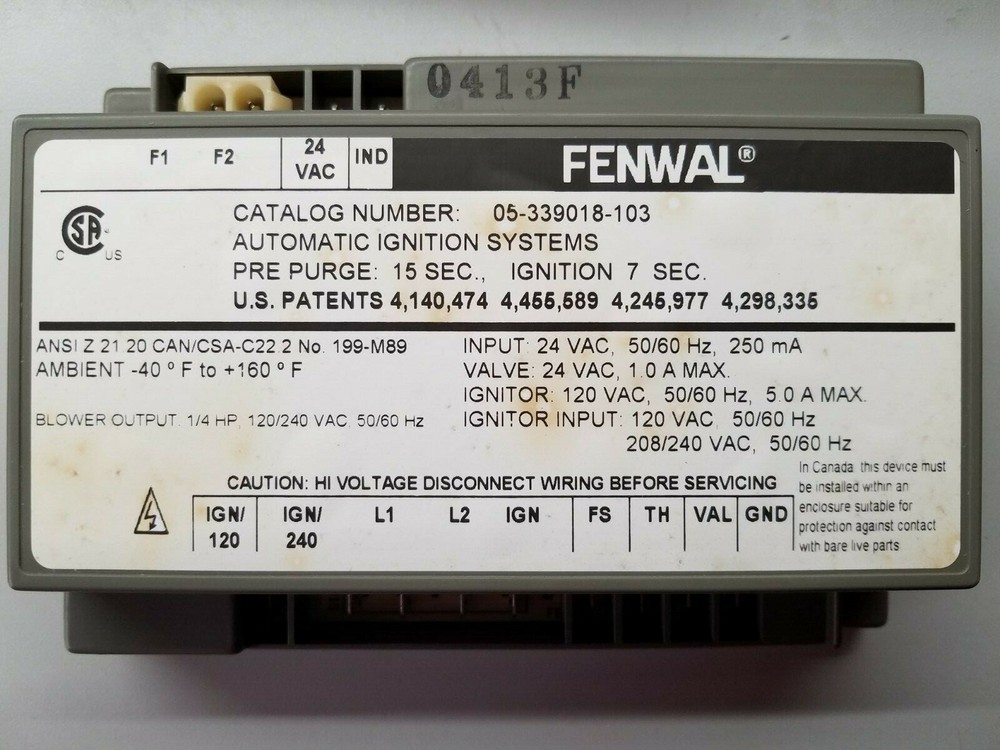 0413F
F1 F2 24 VAC IND FENWAL®
CATALOG NUMBER: 05-339018-103
AUTOMATIC IGNITION SYSTEMS
PRE PURGE: 15 SEC., IGNITION 7 SEC.
U.S. PATENTS 4,140,474 4,455,589 4,245,977 4,298,335
C SA US
ANSI Z 21.20 CAN/CSA-C22.2 No. 199-M89
AMBIENT -40 ° F to +160 ° F
BLOWER OUTPUT. 1/4 HP, 120/240 VAC, 50/60 Hz
INPUT: 24 VAC, 50/60 Hz, 250 mA
VALVE: 24 VAC, 1.0 A MAX.
IGNITOR: 120 VAC, 50/60 Hz, 5.0 A MAX.
IGNITOR INPUT: 120 VAC, 50/60 Hz
208/240 VAC, 50/60 Hz
CAUTION: HI VOLTAGE DISCONNECT WIRING BEFORE SERVICING
IGN/ 120 IGN/ 240 L1 L2 IGN FS TH VAL GND
In Canada this device must
be installed within an
enclosure suitable for
protection against contact
with bare live parts